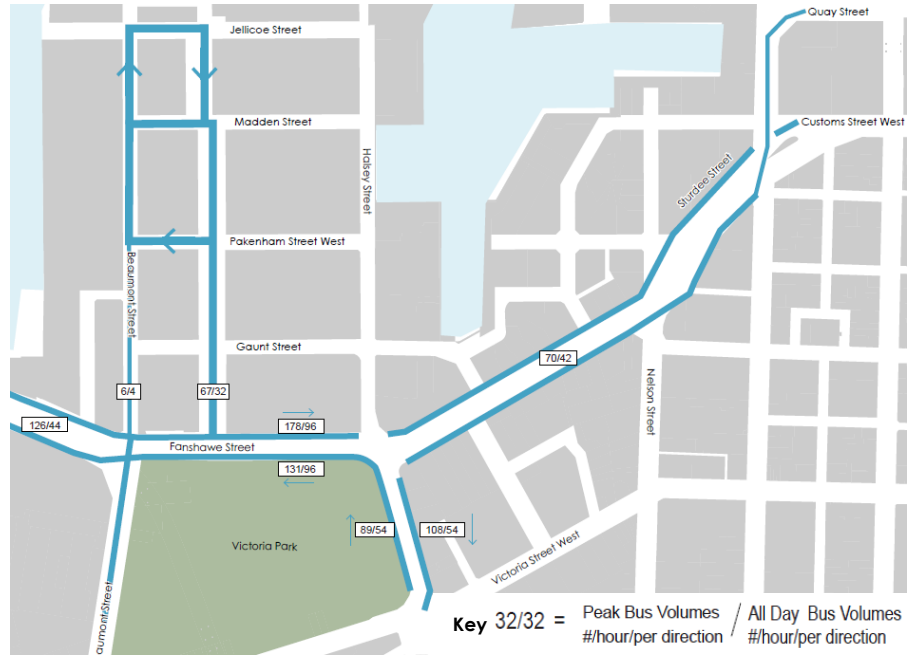 Quay Street
Jellicoe Street
Madden Street
Customs Street West
Halsey Street
Sturdee Street
Pakenham Street West
Beaumont Street
Gaunt Street
70/42
6/4
67/32
Nelson Street
126/44
178/96
Fanshawe Street
131/96
89/54
108/54
Victoria Park
Victoria Street West
aumont Street
Key 32/32 = Peak Bus Volumes / All Day Bus Volumes
#/hour/per direction #/hour/per direction